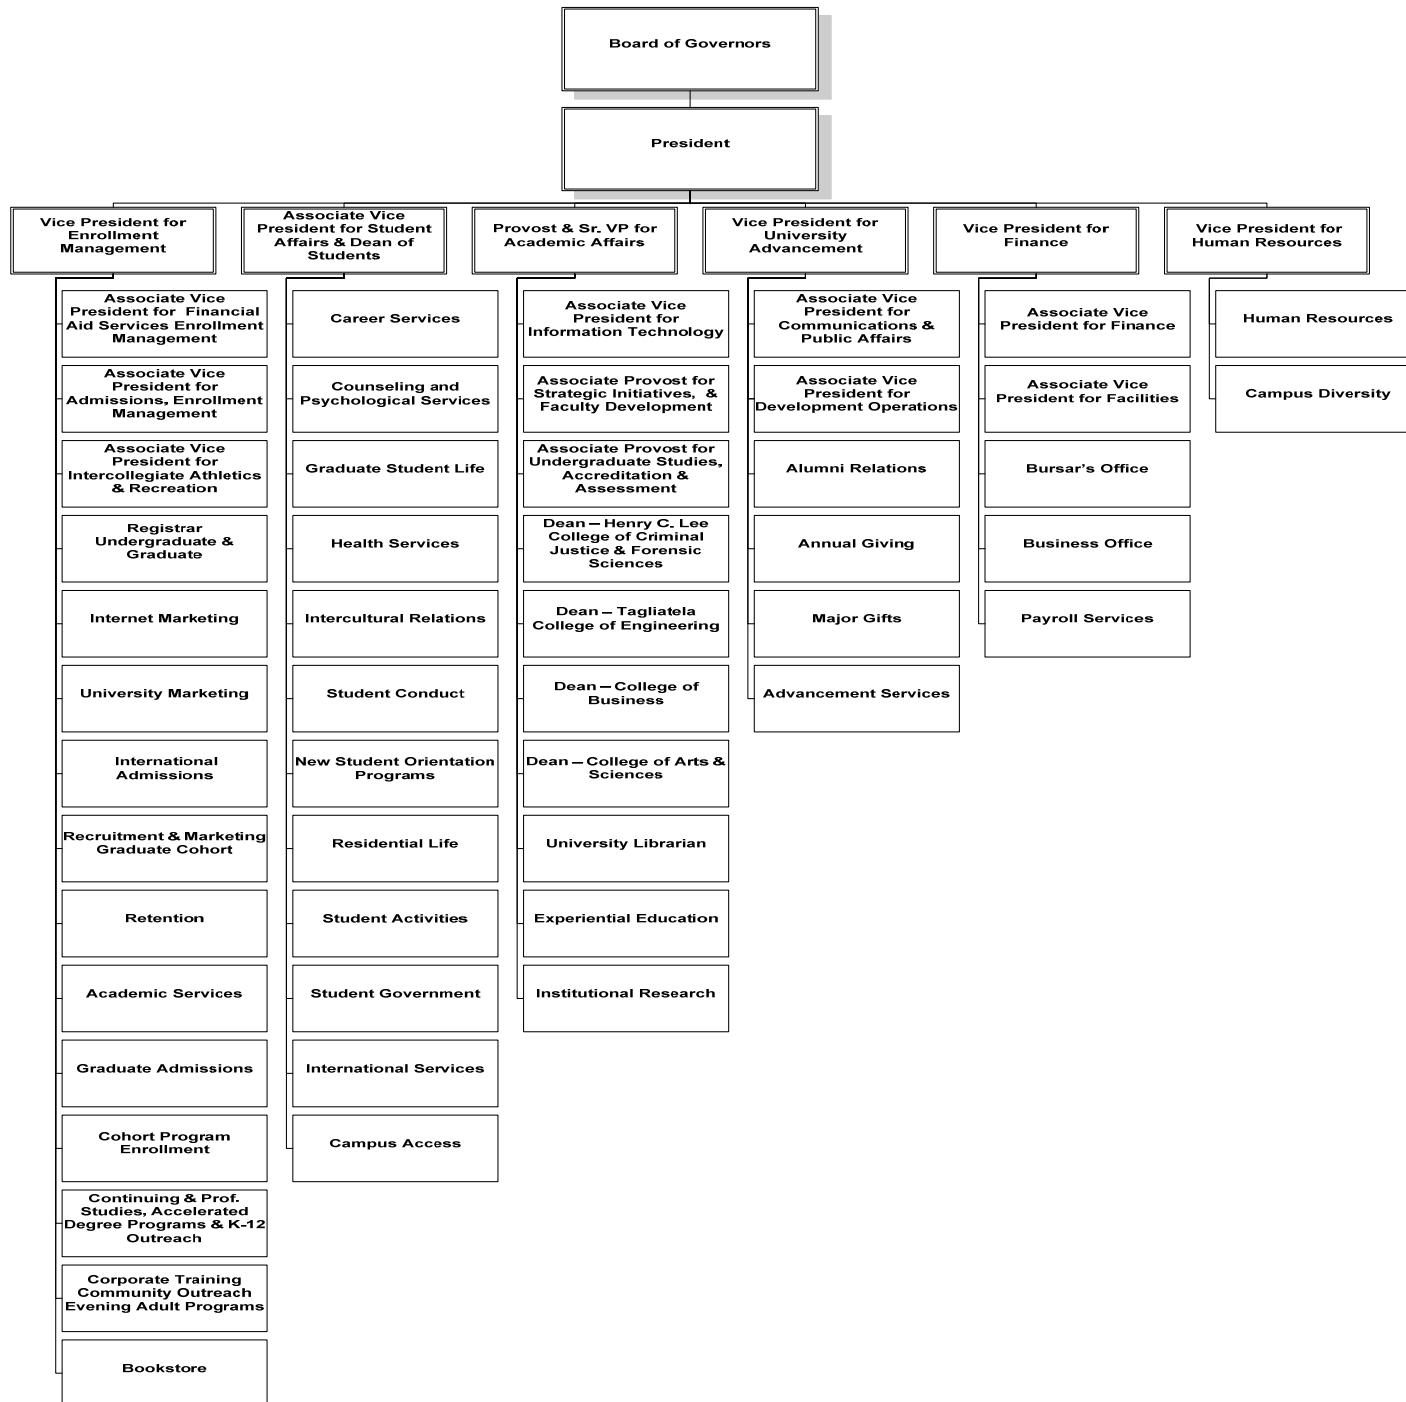 Board of Governors
President
Vice President for
Enrollment
Management
Associate Vice
President for Student
Affairs & Dean of
Students
Provost & Sr. VP for
Academic Affairs
Vice President for
University
Advancement
Vice President for
Finance
Vice President for
Human Resources
Associate Vice
President for Financial
Aid Services Enrollment
Management
Associate Vice
President for
Admissions, Enrollment
Management
Associate Vice
President for
Intercollegiate Athletics
& Recreation
Registrar
Undergraduate &
Graduate
Internet Marketing
University Marketing
International
Admissions
Recruitment & Marketing
Graduate Cohort
Retention
Academic Services
Graduate Admissions
Cohort Program
Enrollment
Continuing & Prof.
Studies, Accelerated
Degree Programs & K-12
Outreach
Corporate Training
Community Outreach
Evening Adult Programs
Bookstore
Career Services
Counseling and
Psychological Services
Graduate Student Life
Health Services
Intercultural Relations
Student Conduct
New Student Orientation
Programs
Residential Life
Student Activities
Student Government
International Services
Campus Access
Associate Vice
President for
Information Technology
Associate Provost for
Strategic Initiatives, &
Faculty Development
Associate Provost for
Undergraduate Studies,
Accreditation &
Assessment
Dean – Henry C. Lee
College of Criminal
Justice & Forensic
Sciences
Dean – Tagliatela
College of Engineering
Dean – College of
Business
Dean – College of Arts &
Sciences
University Librarian
Experiential Education
Institutional Research
Associate Vice
President for
Communications &
Public Affairs
Associate Vice
President for
Development Operations
Alumni Relations
Annual Giving
Major Gifts
Advancement Services
Associate Vice
President for Finance
Associate Vice
President for Facilities
Bursar's Office
Business Office
Payroll Services
Human Resources
Campus Diversity